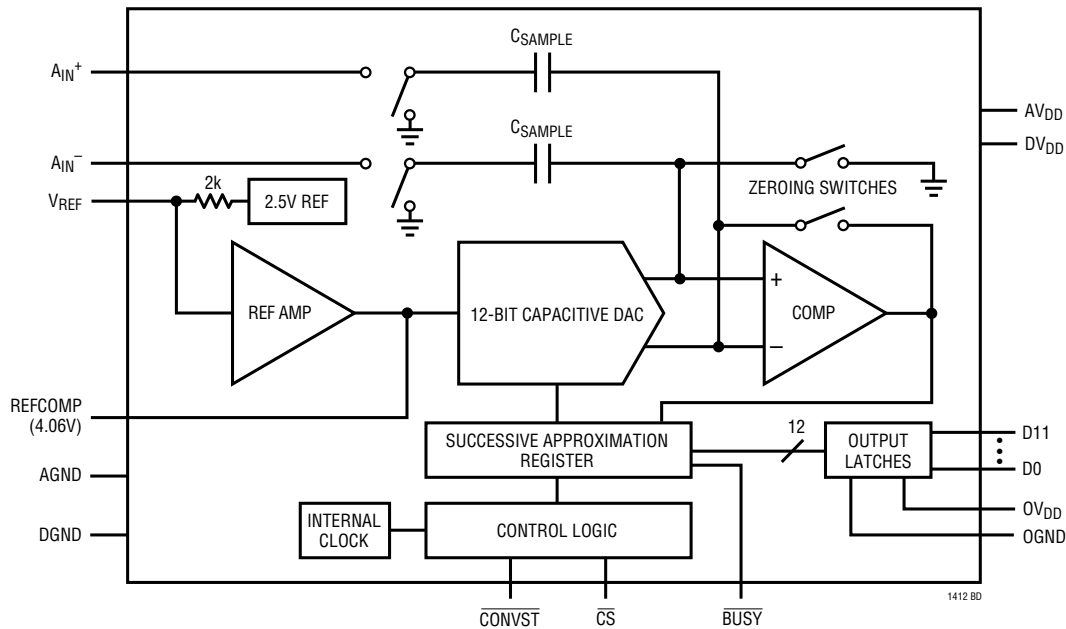 CSAMPLE
AIN+
AVDD
CSAMPLE
DVDD
AIN−
2k
ZEROING SWITCHES
VREF
2.5V REF
+
REF AMP
12-BIT CAPACITIVE DAC
COMP
–
REFCOMP
(4.06V)
12
D11
SUCCESSIVE APPROXIMATION
REGISTER
OUTPUT
LATCHES
D0
AGND
OVDD
INTERNAL
CLOCK
CONTROL LOGIC
DGND
OGND
1412 BD
CONVST
CS
BUSY